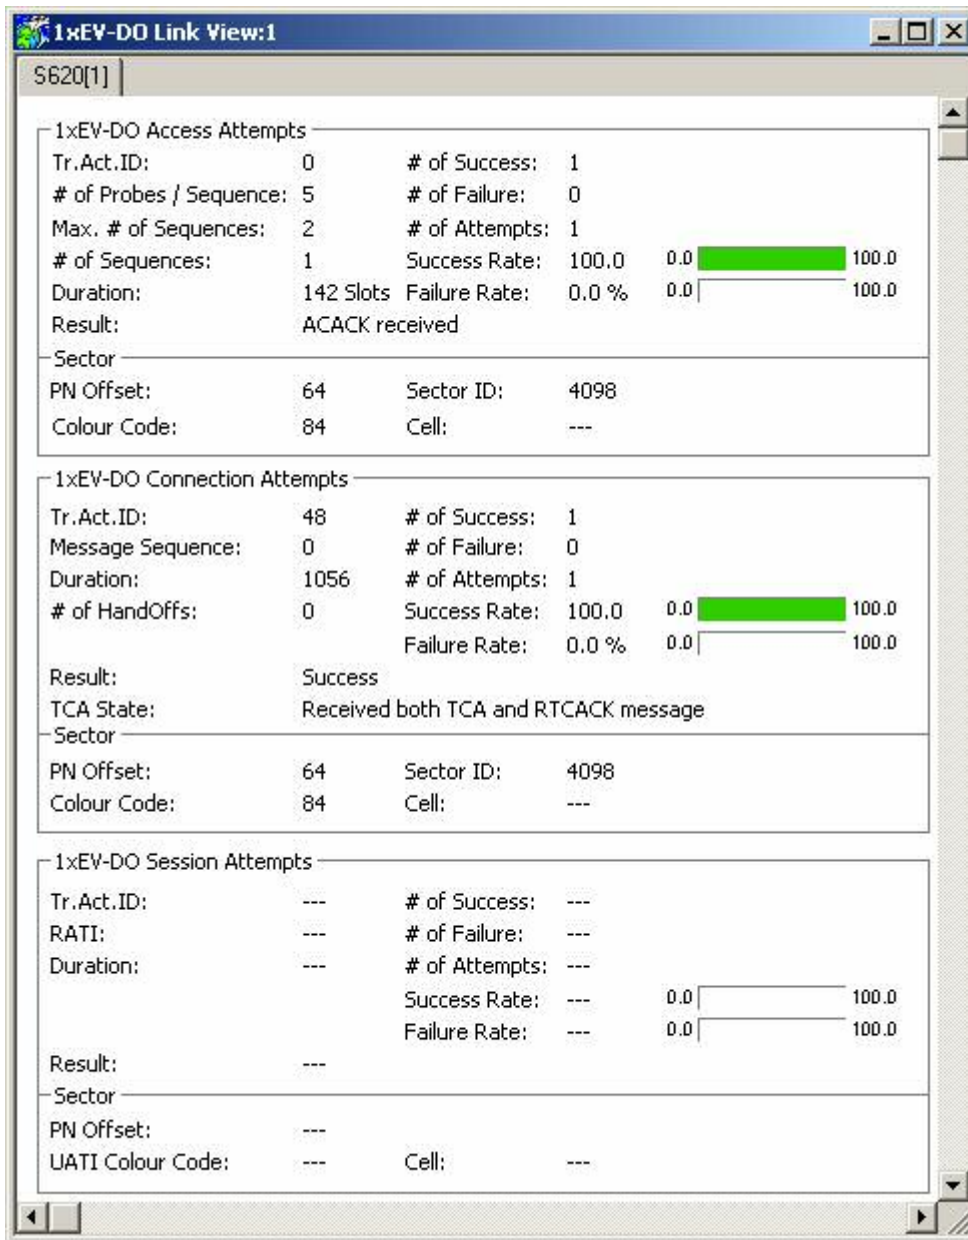 1xEV-DO Link View:1
S620[1]
1xEV-DO Access Attempts
Tr.Act.ID: 0 # of Success: 1
# of Probes / Sequence: 5 # of Failure: 0
Max. # of Sequences: 2 # of Attempts: 1
# of Sequences: 1 Success Rate: 100.0 0.0 100.0
Duration: 142 Slots Failure Rate: 0.0 % 0.0 100.0
Result: ACACK received
Sector
PN Offset: 64 Sector ID: 4098
Colour Code: 84 Cell: ---
1xEV-DO Connection Attempts
Tr.Act.ID: 48 # of Success: 1
Message Sequence: 0 # of Failure: 0
Duration: 1056 # of Attempts: 1
# of HandOffs: 0 Success Rate: 100.0 0.0 100.0
Failure Rate: 0.0 % 0.0 100.0
Result: Success
TCA State: Received both TCA and RTCACK message
Sector
PN Offset: 64 Sector ID: 4098
Colour Code: 84 Cell: ---
1xEV-DO Session Attempts
Tr.Act.ID: --- # of Success: ---
RATI: --- # of Failure: ---
Duration: --- # of Attempts: ---
Success Rate: --- 0.0 100.0
Failure Rate: --- 0.0 100.0
Result: ---
Sector
PN Offset: ---
UATI Colour Code: --- Cell: ---